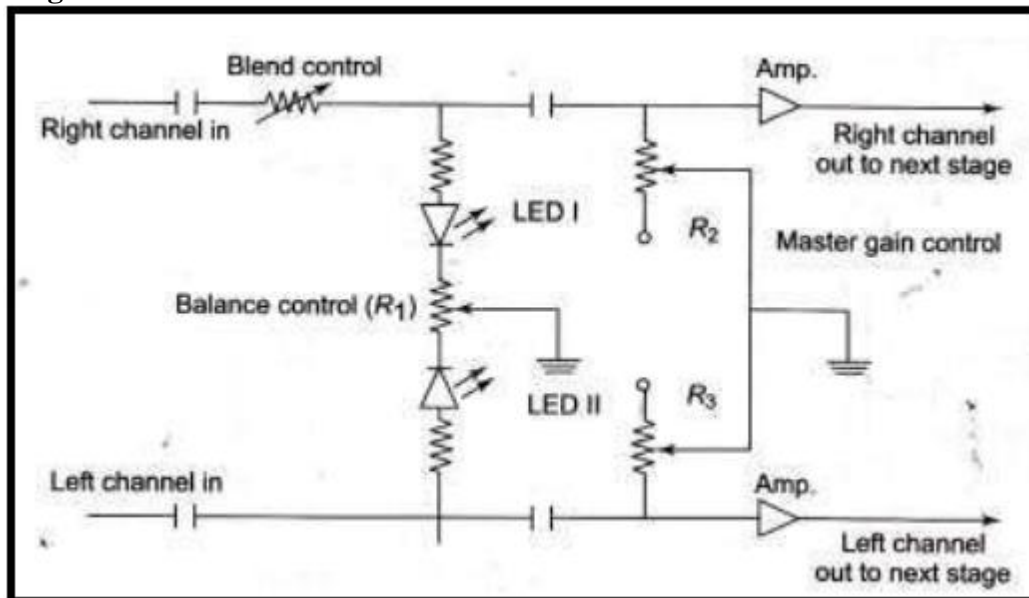 Blend control
Amp.
Right channel in
Right channel
out to next stage
LED I
R2
Master gain control
Balance control (R1)
LED II
R3
Left channel in
Amp.
Left channel
out to next stage